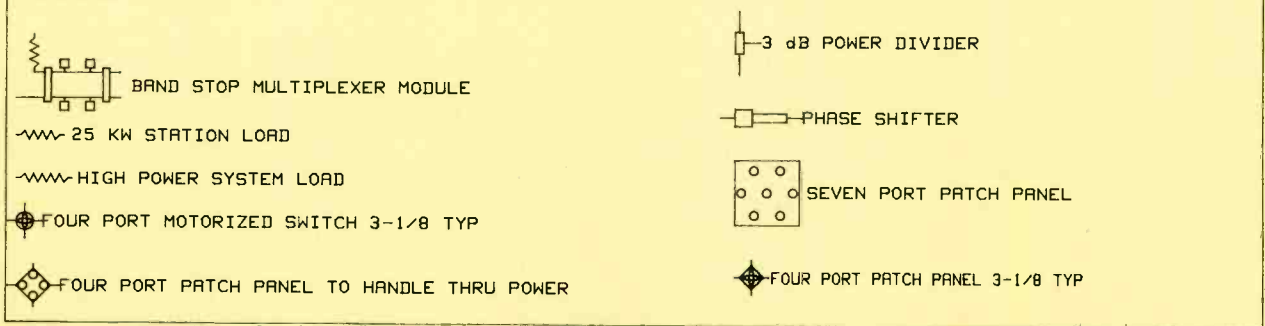 BAND STOP MULTIPLEXER MODULE
25 KW STATION LOAD
HIGH POWER SYSTEM LOAD
FOUR PORT MOTORIZED SWITCH 3-1/8 TYP
FOUR PORT PATCH PANEL TO HANDLE THRU POWER
3 dB POWER DIVIDER
PHASE SHIFTER
SEVEN PORT PATCH PANEL
FOUR PORT PATCH PANEL 3-1/8 TYP